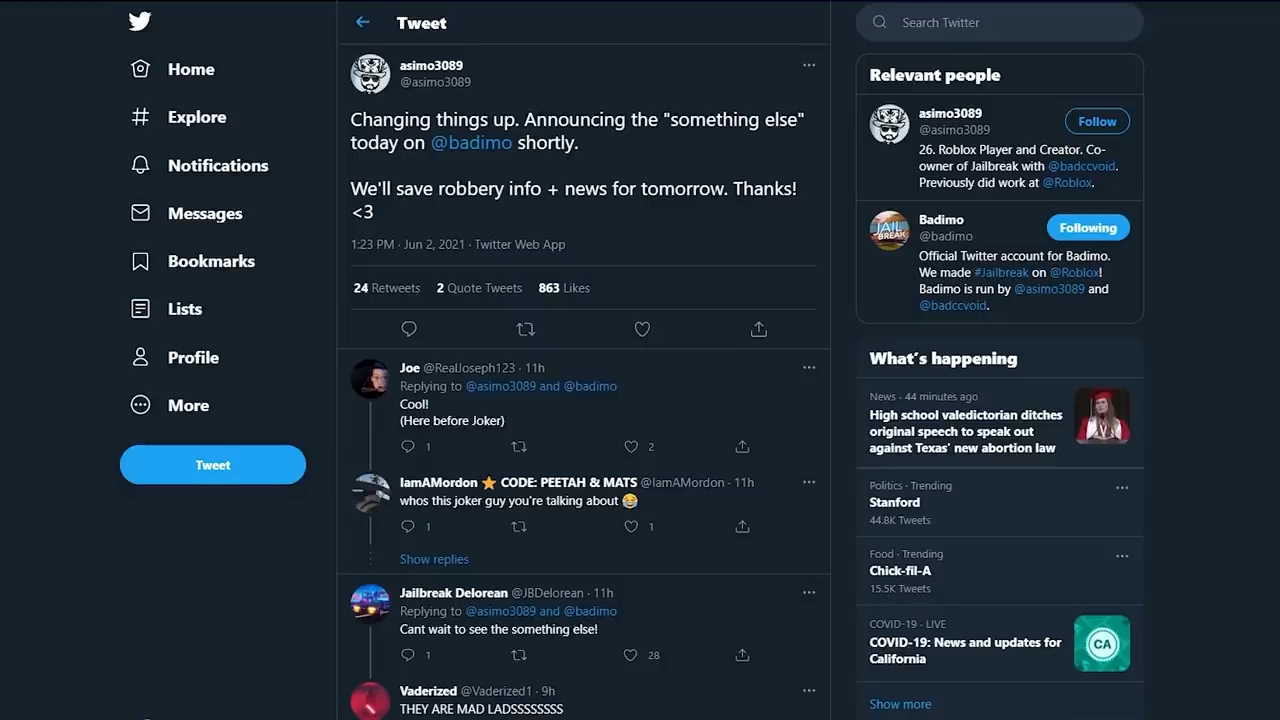 Home
Explore
Notifications
Messages
Bookmarks
Lists
Profile
More
Tweet
Tweet
asimo3089
@asimo3089
Changing things up. Announcing the "something else"
today on @badimo shortly.
We'll save robbery info + news for tomorrow. Thanks!
<3
1:23 PM · Jun 2, 2021 · Twitter Web App
24 Retweets 2 Quote Tweets 863 Likes
Joe @RealJoseph123 · 11h
Replying to @asimo3089 and @badimo
Cool!
(Here before Joker)
1 2
IamAMordon ⭐ CODE: PEETAH & MATS @IamAMordon · 11h
whos this joker guy you're talking about 😂
1 1
Show replies
Jailbreak Delorean @JBDelorean · 11h
Replying to @asimo3089 and @badimo
Cant wait to see the something else!
1 28
Vaderized @Vaderized1 · 9h
THEY ARE MAD LADSSSSSSSS
Search Twitter
Relevant people
asimo3089
@asimo3089
Follow
26. Roblox Player and Creator. Co-
owner of Jailbreak with @badccvoid.
Previously did work at @Roblox.
JAIL
BREAK
Badimo
@badimo
Following
Official Twitter account for Badimo.
We made #Jailbreak on @Roblox!
Badimo is run by @asimo3089 and
@badccvoid.
What's happening
News · 44 minutes ago
High school valedictorian ditches
original speech to speak out
against Texas' new abortion law
Politics · Trending
Stanford
44.8K Tweets
Food · Trending
Chick-fil-A
15.5K Tweets
COVID-19 · LIVE
COVID-19: News and updates for
California
CA
Show more